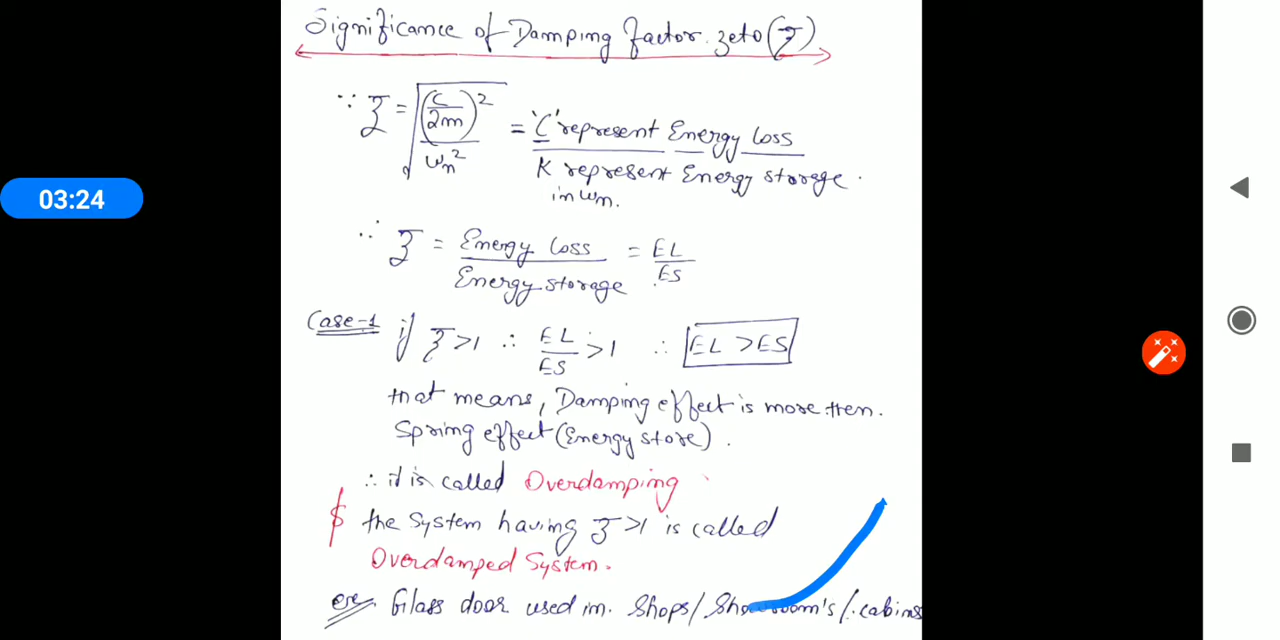 Significance of Damping factor. zeto (ξ)
∵ ξ = √((C/2m)² / ωn²) = 'C' represent Energy loss / K represent Energy storage.
in ωn.
∴ ξ = Energy loss / Energy storage = EL / ES
Case-1 if ξ >1 ∴ EL / ES >1 ∴ EL > ES
that means, Damping effect is more then.
Spring effect (Energy store).
∴ it is called Overdamping
$ the System having ξ >1 is called
Overdamped System.
Glass door used in. Shops / Showroom's / cabins
03:24